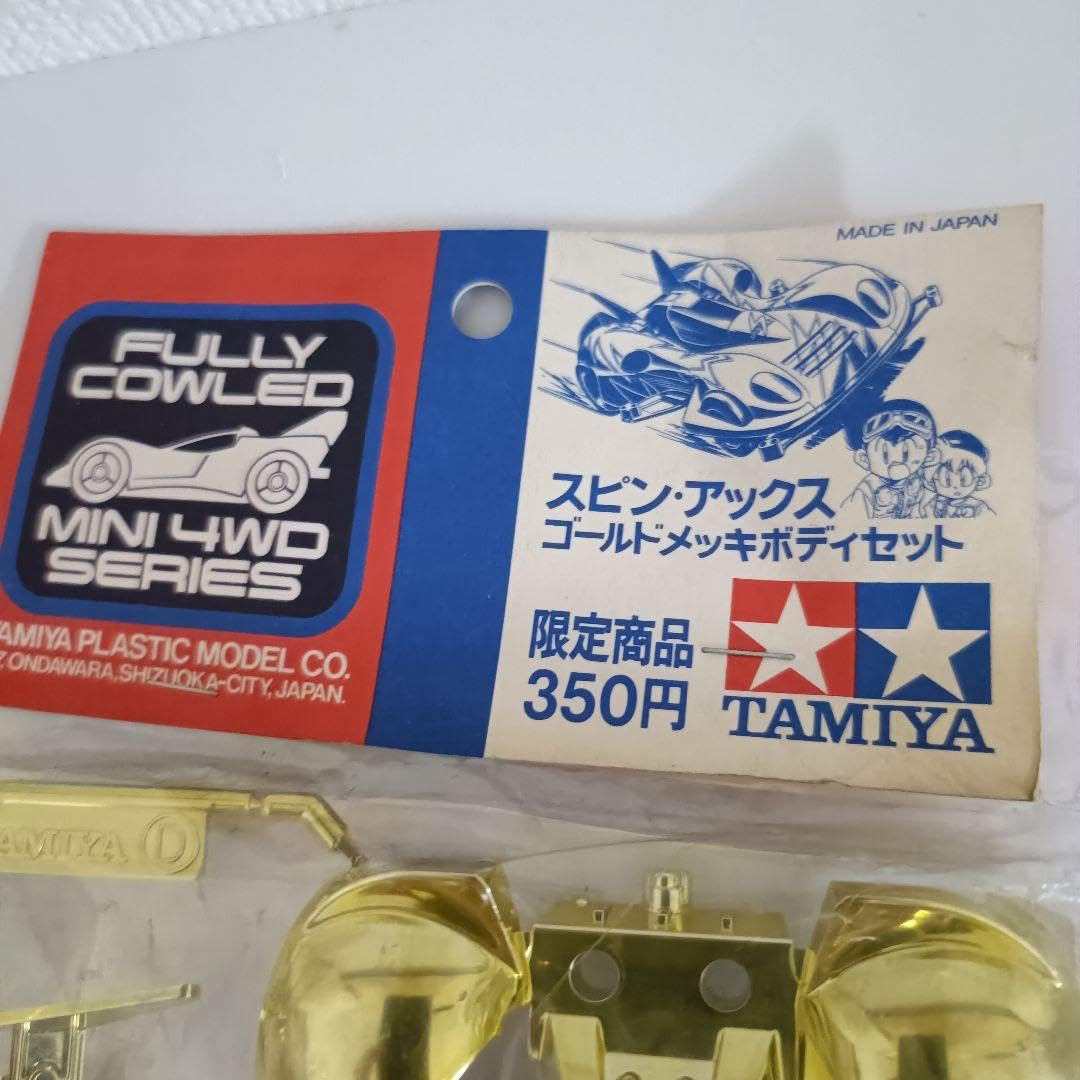 FULLY
COWLED
MINI 4WD
SERIES
TAMIYA PLASTIC MODEL CO.
ONDAWARA, SHIZUOKA-CITY, JAPAN.
MADE IN JAPAN
スピン・アックス
ゴールドメッキボディセット
限定商品
350円
TAMIYA
TAMIYA D